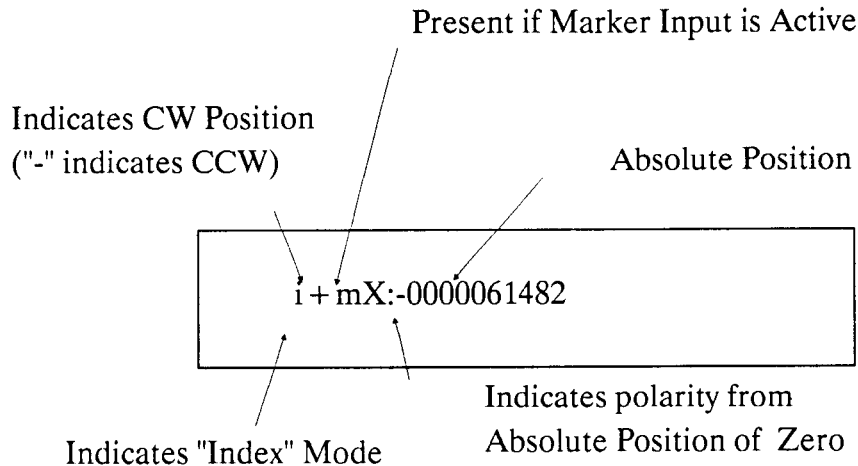 Present if Marker Input is Active
Indicates CW Position
("-" indicates CCW)
Absolute Position
i + mX:-0000061482
Indicates polarity from
Absolute Position of Zero
Indicates "Index" Mode